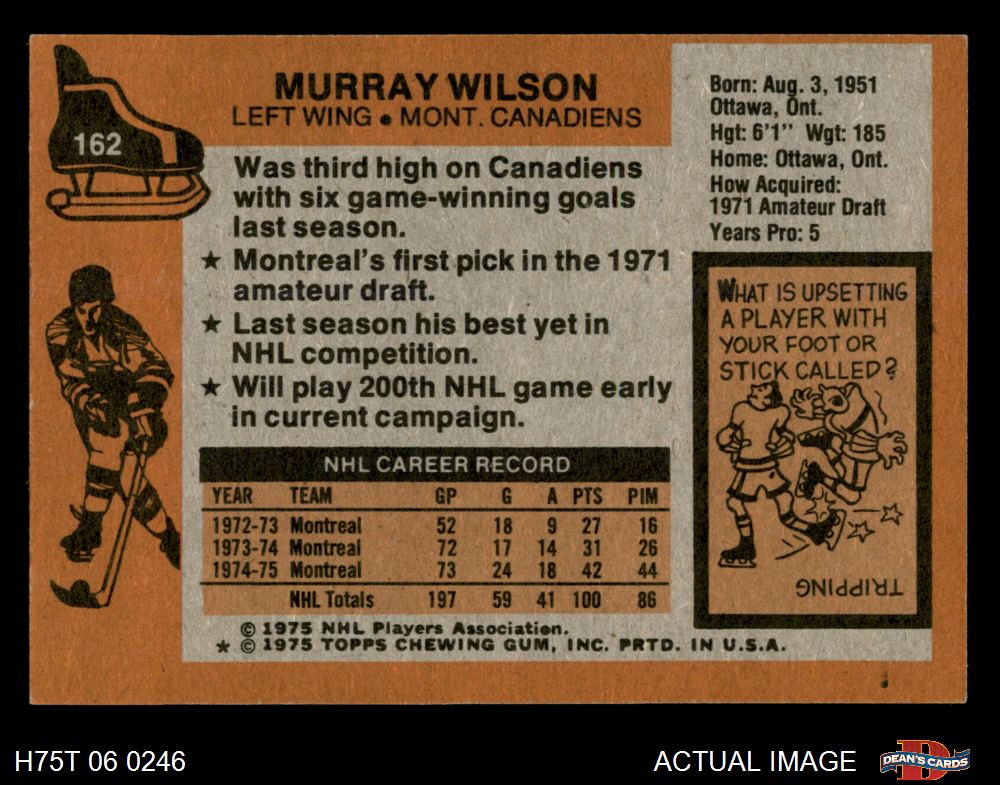 162
MURRAY WILSON
LEFT WING • MONT. CANADIENS
Was third high on Canadiens
with six game-winning goals
last season.
★ Montreal's first pick in the 1971
amateur draft.
★ Last season his best yet in
NHL competition.
★ Will play 200th NHL game early
in current campaign.
NHL CAREER RECORD
YEAR TEAM GP G A PTS PIM
1972-73 Montreal 52 18 9 27 16
1973-74 Montreal 72 17 14 31 26
1974-75 Montreal 73 24 18 42 44
NHL Totals 197 59 41 100 86
© 1975 NHL Players Association.
★ © 1975 TOPPS CHEWING GUM, INC. PRTD. IN U.S.A.
Born: Aug. 3, 1951
Ottawa, Ont.
Hgt: 6'1" Wgt: 185
Home: Ottawa, Ont.
How Acquired:
1971 Amateur Draft
Years Pro: 5
WHAT IS UPSETTING
A PLAYER WITH
YOUR FOOT OR
STICK CALLED?
TRIPPING
H75T 06 0246
ACTUAL IMAGE
D
DEAN'S CARDS